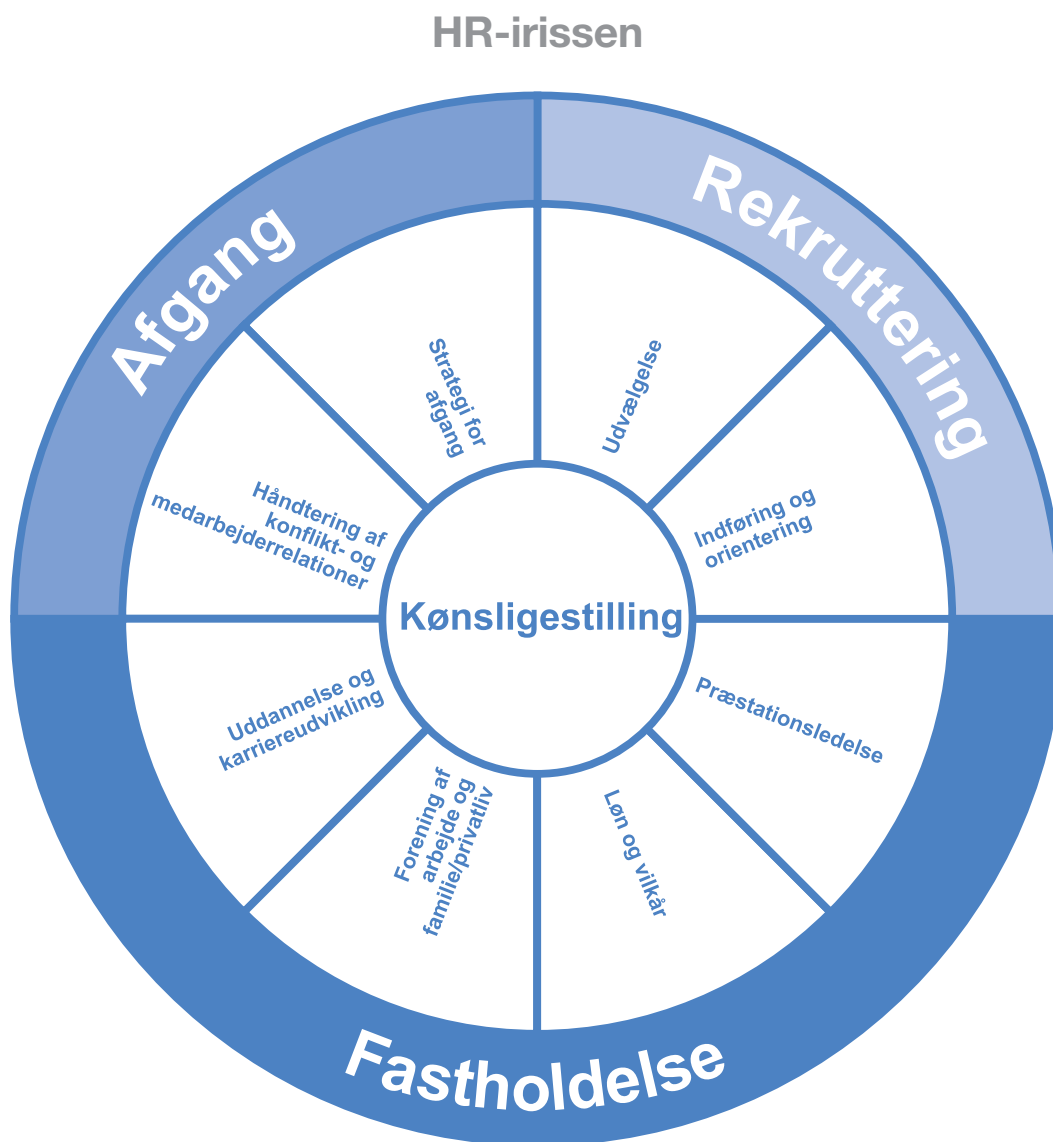 HR-irissen
Rekruttering
Udvælgelse
Indføring og
orientering
Fastholdelse
Præstationsledelse
Løn og vilkår
Forening af
arbejde og
familie/privatliv
Uddannelse og
karriereudvikling
Afgang
Håndtering af
konflikt- og
medarbejderrelationer
Strategi for
afgang
Kønsligestilling